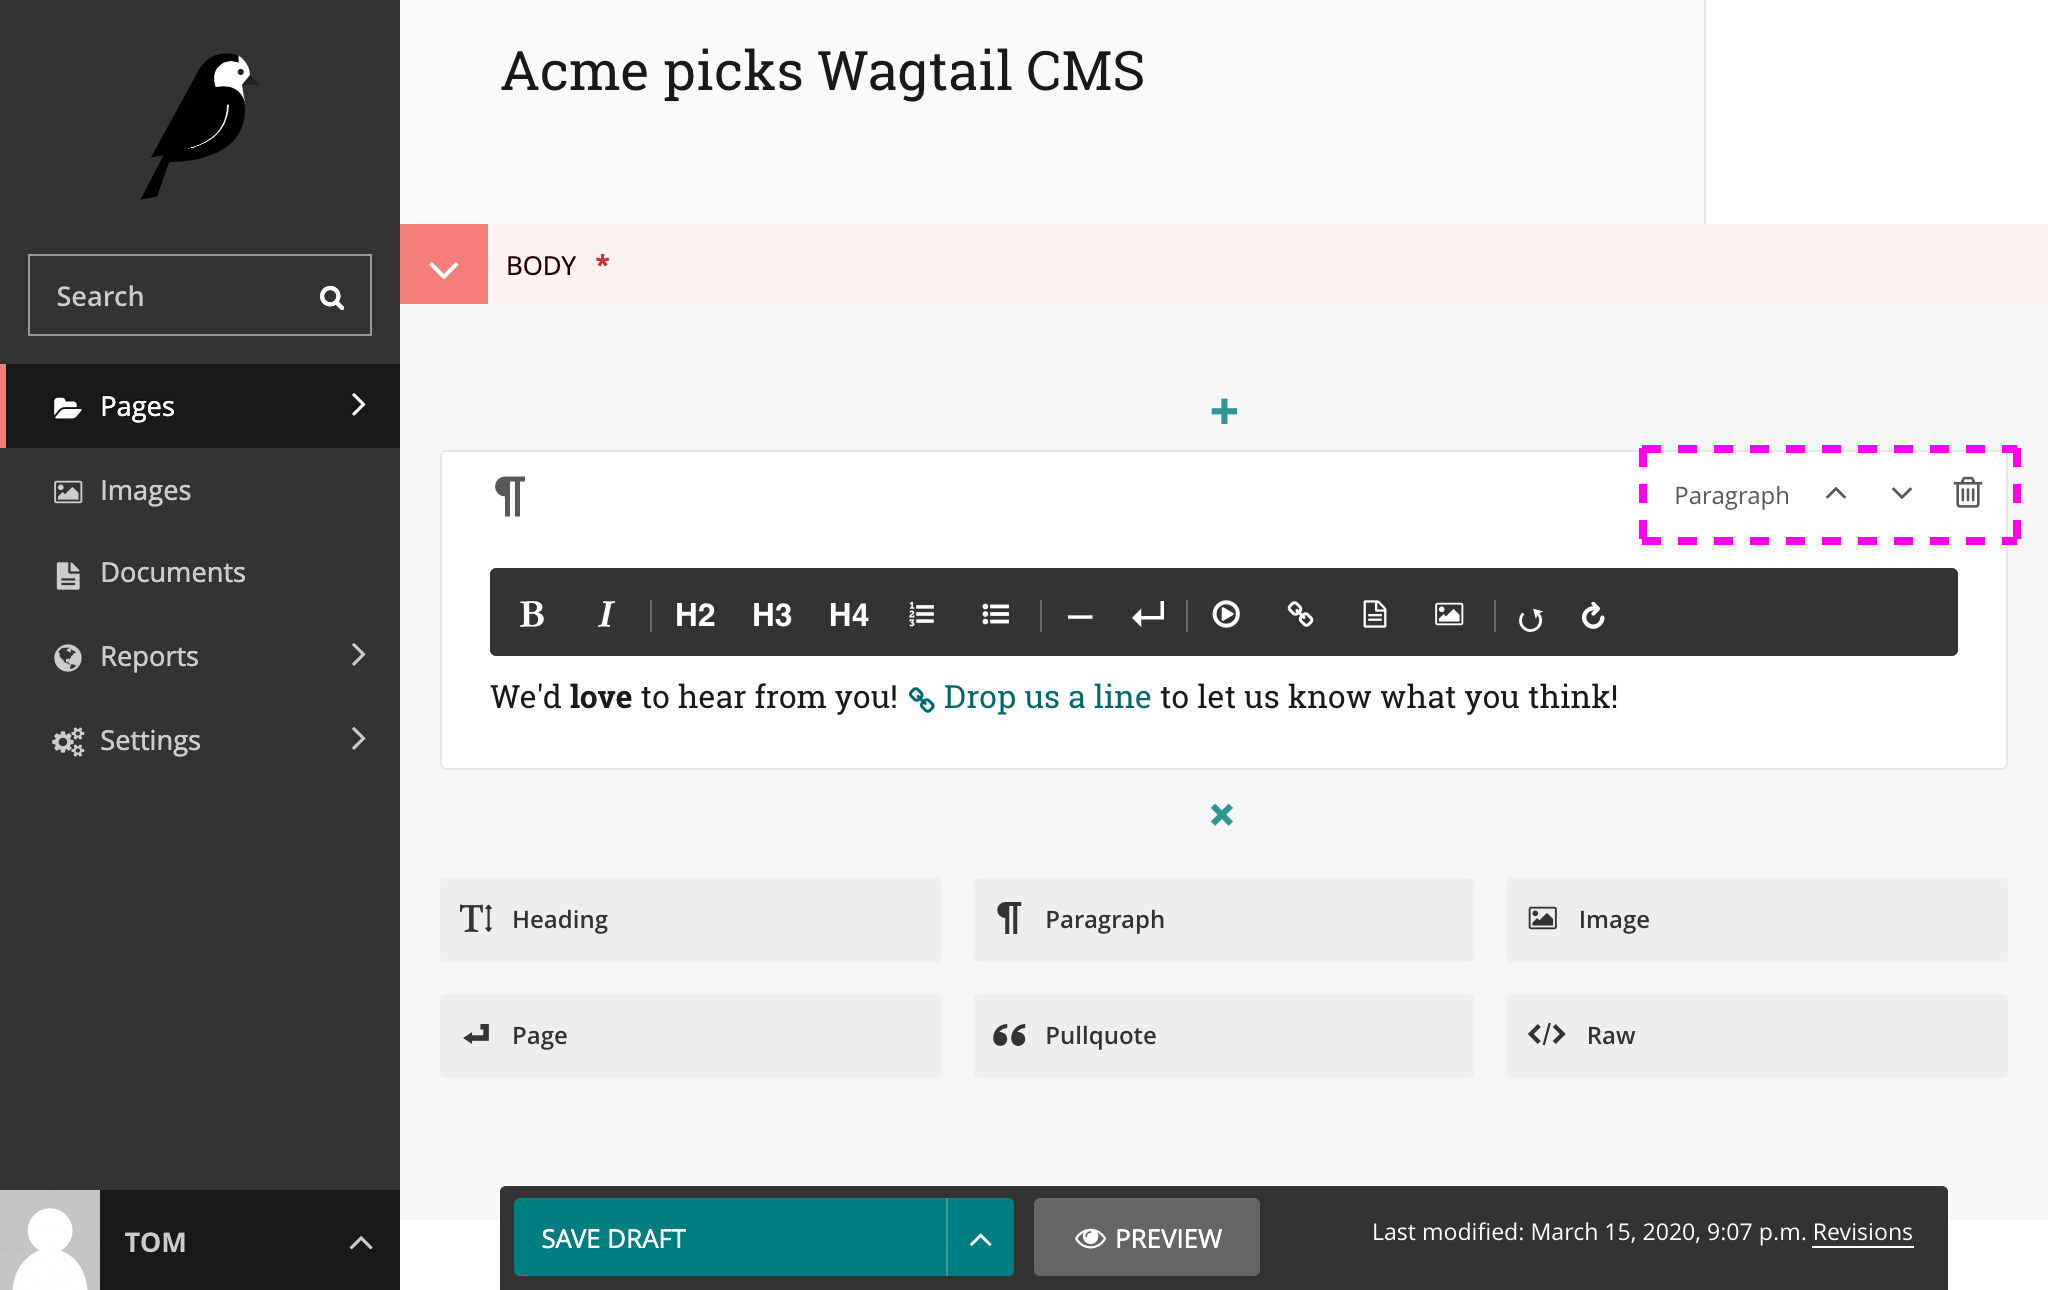 Acme picks Wagtail CMS
Search
BODY *
Pages
Images
Documents
Reports
Settings
Paragraph
B I H2 H3 H4
We'd love to hear from you! Drop us a line to let us know what you think!
Heading
Paragraph
Image
Page
Pullquote
Raw
TOM
SAVE DRAFT
PREVIEW
Last modified: March 15, 2020, 9:07 p.m. Revisions